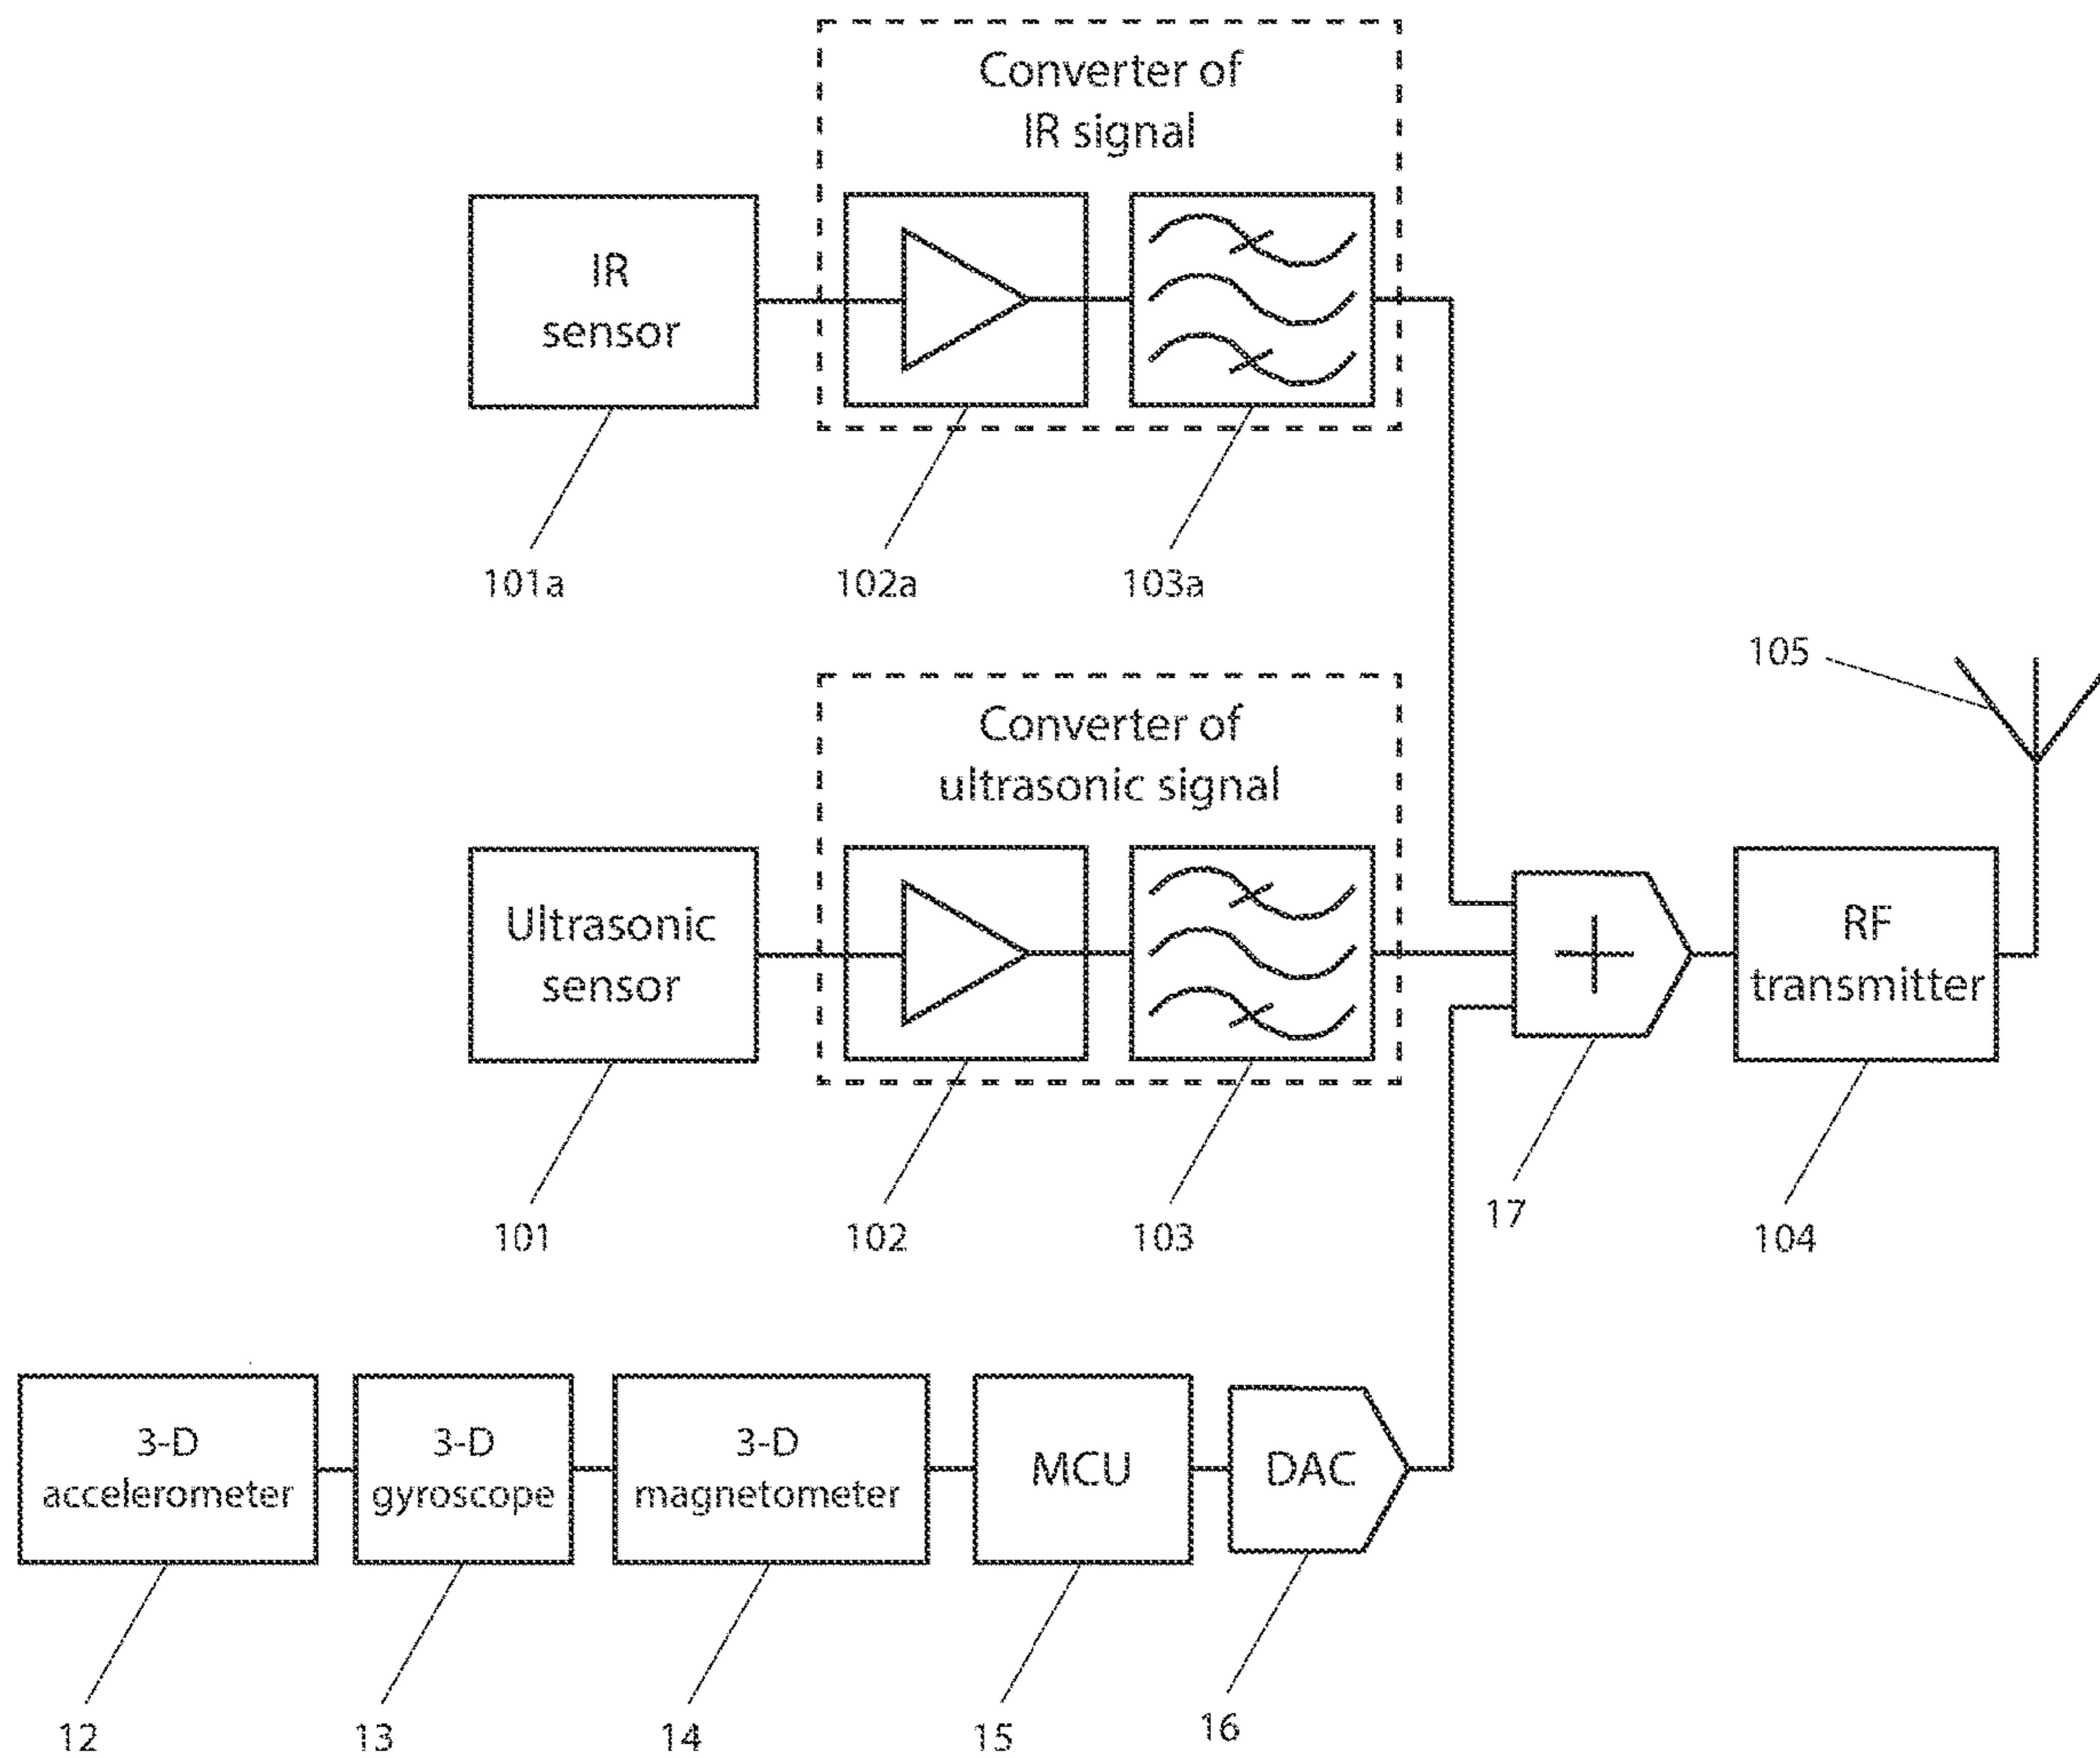 Converter of
IR signal
IR
sensor
101a
102a
103a
105
Converter of
ultrasonic signal
Ultrasonic
sensor
RF
transmitter
101
102
103
17
104
3-D
accelerometer
3-D
gyroscope
3-D
magnetometer
MCU
DAC
12
13
14
15
16